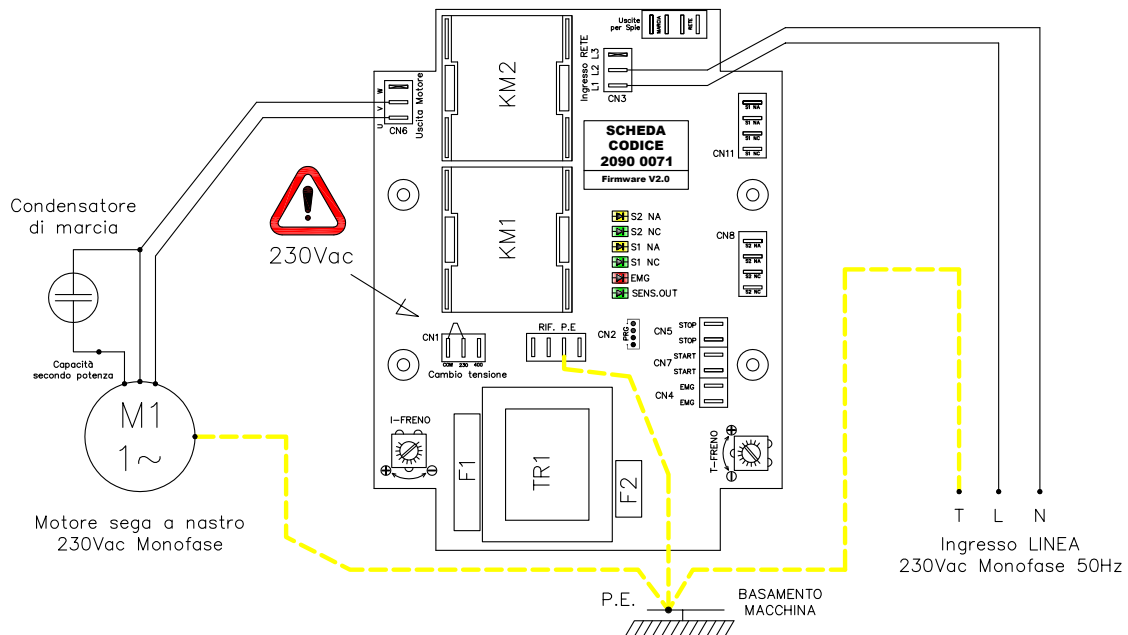 Uscite
per Spie
MARCIA
RETE
Ingresso RETE
L1 L2 L3
CN3
KM2
W
V
U
CN6
Uscita Motore
SCHEDA
CODICE
2090 0071
Firmware V2.0
CN11
S1 NA
S1 NA
S1 NC
S1 NC
KM1
S2 NA
S2 NC
S1 NA
S1 NC
EMG
SENS.OUT
CN8
S2 NA
S2 NA
S2 NC
S2 NC
Condensatore
di marcia
230Vac
Capacità
secondo potenza
CN1
COM 230 400
Cambio tensione
RIF. P.E
CN2
PRG
CN5
STOP
STOP
CN7
START
START
CN4
EMG
EMG
M1
1~
I-FRENO
+ -
F1
TR1
F2
T-FRENO
+
-
Motore sega a nastro
230Vac Monofase
T L N
Ingresso LINEA
230Vac Monofase 50Hz
P.E.
BASAMENTO
MACCHINA